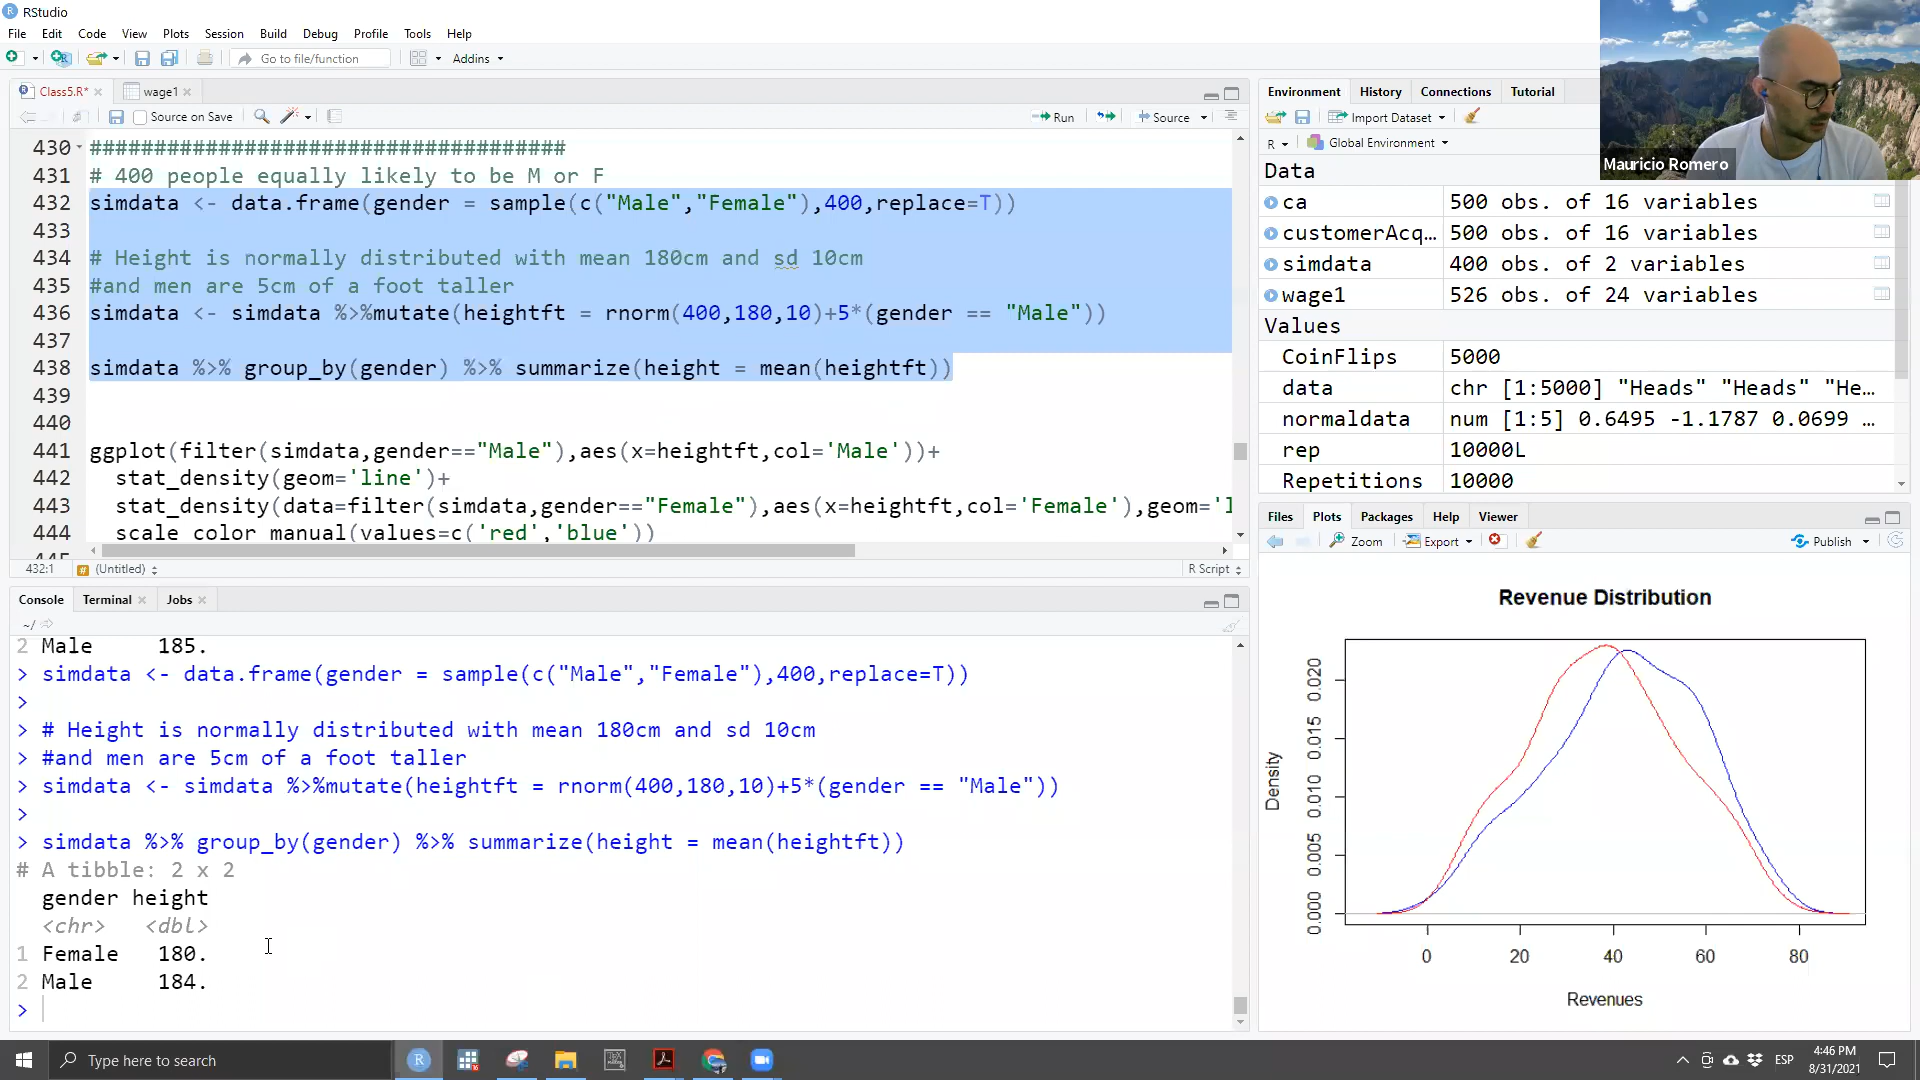 RStudio
File Edit Code View Plots Session Build Debug Profile Tools Help
Go to file/function Addins
Class5.R* wage1
Source on Save Run Source
430 #####################################
431 # 400 people equally likely to be M or F
432 simdata <- data.frame(gender = sample(c("Male","Female"),400,replace=T))
433
434 # Height is normally distributed with mean 180cm and sd 10cm
435 #and men are 5cm of a foot taller
436 simdata <- simdata %>%mutate(heightft = rnorm(400,180,10)+5*(gender == "Male"))
437
438 simdata %>% group_by(gender) %>% summarize(height = mean(heightft))
439
440
441 ggplot(filter(simdata,gender=="Male"),aes(x=heightft,col='Male'))+
442 stat_density(geom='line')+
443 stat_density(data=filter(simdata,gender=="Female"),aes(x=heightft,col='Female'),geom='l
444 scale_color_manual(values=c('red','blue'))
445
432:1 (Untitled) R Script
Console Terminal Jobs
~/
2 Male 185.
> simdata <- data.frame(gender = sample(c("Male","Female"),400,replace=T))
>
> # Height is normally distributed with mean 180cm and sd 10cm
> #and men are 5cm of a foot taller
> simdata <- simdata %>%mutate(heightft = rnorm(400,180,10)+5*(gender == "Male"))
>
> simdata %>% group_by(gender) %>% summarize(height = mean(heightft))
# A tibble: 2 x 2
gender height
<chr> <dbl>
1 Female 180.
2 Male 184.
>
Environment History Connections Tutorial
Import Dataset
R Global Environment
Data
ca 500 obs. of 16 variables
customerAcq… 500 obs. of 16 variables
simdata 400 obs. of 2 variables
wage1 526 obs. of 24 variables
Values
CoinFlips 5000
data chr [1:5000] "Heads" "Heads" "He…
normaldata num [1:5] 0.6495 -1.1787 0.0699 …
rep 10000L
Repetitions 10000
Mauricio Romero
Files Plots Packages Help Viewer
Zoom Export Publish
Revenue Distribution
Density
0.000 0.005 0.010 0.015 0.020
0 20 40 60 80
Revenues
Type here to search
ESP
4:46 PM
8/31/2021